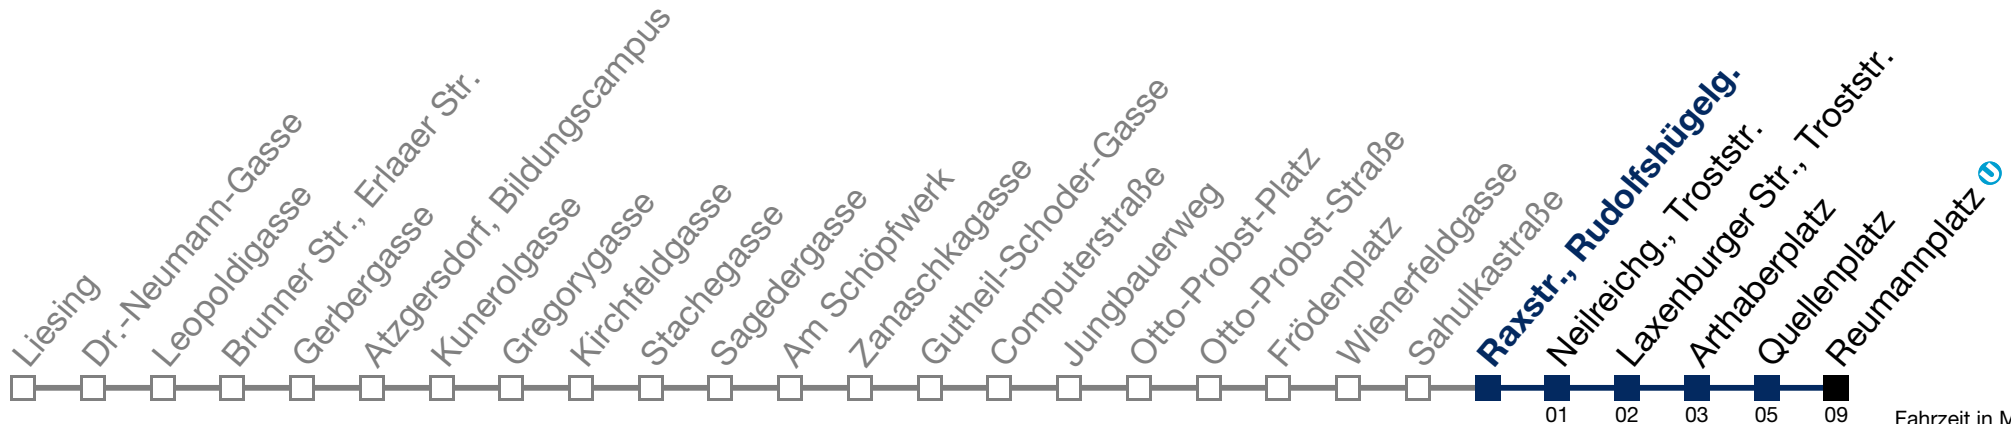 Liesing
Dr.-Neumann-Gasse
Leopoldigasse
Brunner Str., Erlaaer Str.
Gerbergasse
Atzgersdorf, Bildungscampus
Kunerolgasse
Gregorygasse
Kirchfeldgasse
Stachegasse
Sagedergasse
Am Schöpfwerk
Zanaschkagasse
Gutheil-Schoder-Gasse
Computerstraße
Jungbauerweg
Otto-Probst-Platz
Otto-Probst-Straße
Frödenplatz
Wienerfeldgasse
Sahulkastraße
Raxstr., Rudolfshügelg.
Neilreichg., Troststr.
Laxenburger Str., Troststr.
Arthaberplatz
Quellenplatz
Reumannplatz U
01 02 03 05 09
Fahrzeit in M